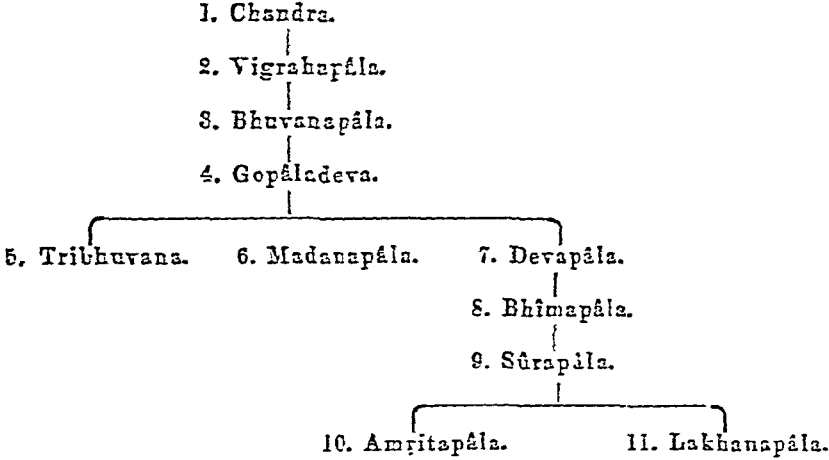 1. Chandra.
2. Vigrahapâla.
3. Bhuvanapâla.
4. Gopâladeva.
5. Tribhuvana. 6. Madanapâla. 7. Devapâla.
8. Bhîmapâla.
9. Sûrapâla.
10. Amṛitapâla. 11. Lakhanapâla.